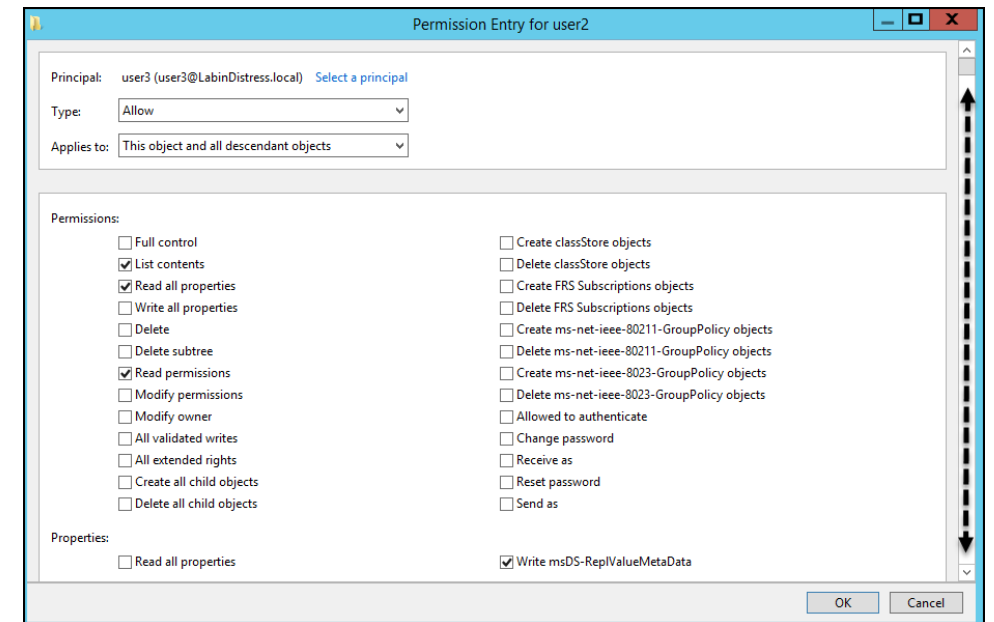 Permission Entry for user2
Principal: user3 (user3@LabinDistress.local) Select a principal
Type: Allow
Applies to: This object and all descendant objects
Permissions:
Full control Create classStore objects
List contents Delete classStore objects
Read all properties Create FRS Subscriptions objects
Write all properties Delete FRS Subscriptions objects
Delete Create ms-net-ieee-80211-GroupPolicy objects
Delete subtree Delete ms-net-ieee-80211-GroupPolicy objects
Read permissions Create ms-net-ieee-8023-GroupPolicy objects
Modify permissions Delete ms-net-ieee-8023-GroupPolicy objects
Modify owner Allowed to authenticate
All validated writes Change password
All extended rights Receive as
Create all child objects Reset password
Delete all child objects Send as
Properties:
Read all properties Write msDS-ReplValueMetaData
OK Cancel